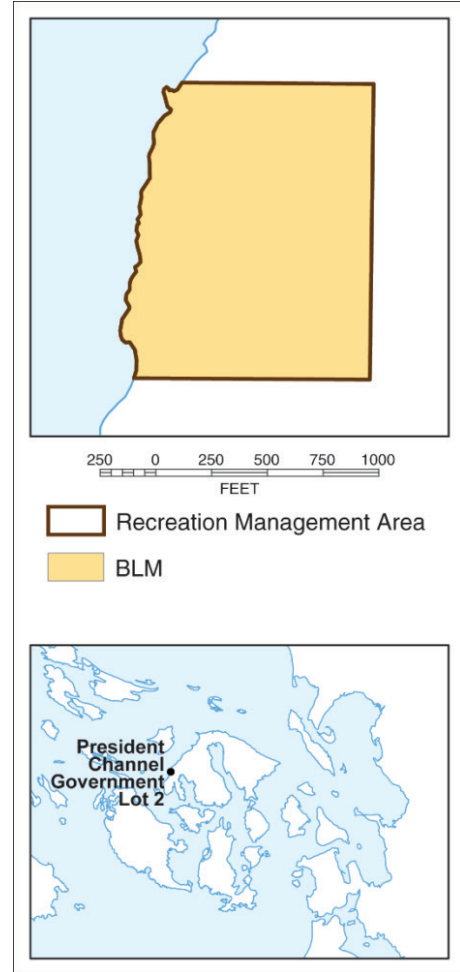 250 0 250 500 750 1000
FEET
Recreation Management Area
BLM
President
Channel
Government
Lot 2